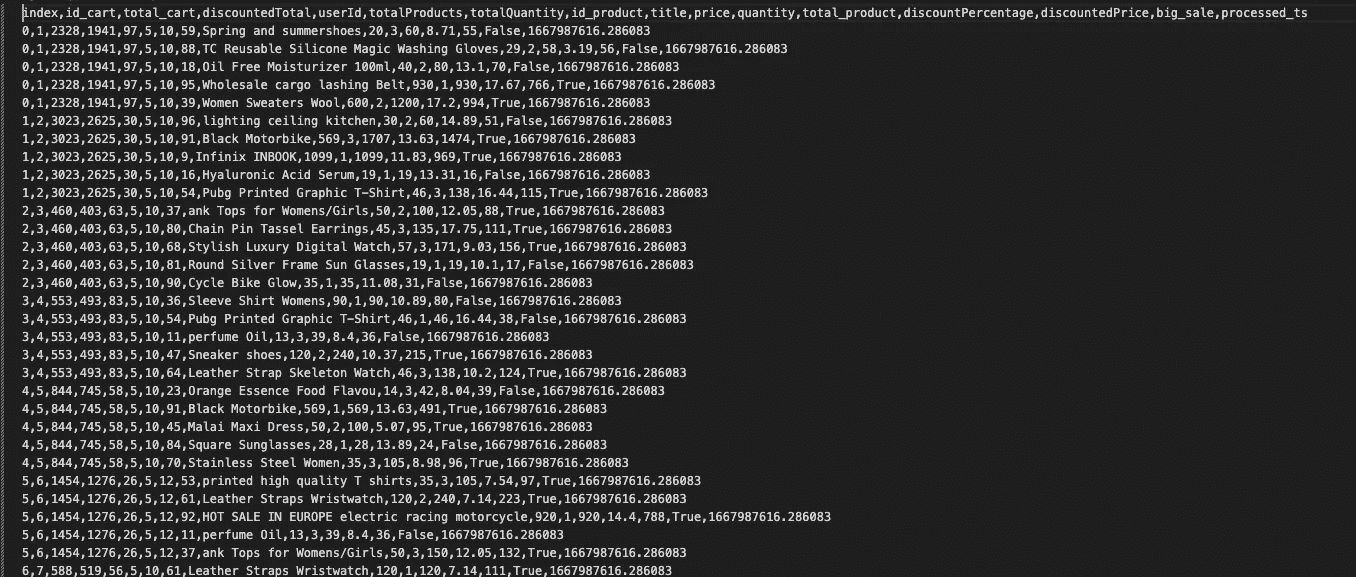 index,id_cart,total_cart,discountedTotal,userId,totalProducts,totalQuantity,id_product,title,price,quantity,total_product,discountPercentage,discountedPrice,big_sale,processed_ts
0,1,2328,1941,97,5,10,59,Spring and summershoes,20,3,60,8.71,55,False,1667987616.286083
0,1,2328,1941,97,5,10,88,TC Reusable Silicone Magic Washing Gloves,29,2,58,3.19,56,False,1667987616.286083
0,1,2328,1941,97,5,10,18,Oil Free Moisturizer 100ml,40,2,80,13.1,70,False,1667987616.286083
0,1,2328,1941,97,5,10,95,Wholesale cargo lashing Belt,930,1,930,17.67,766,True,1667987616.286083
0,1,2328,1941,97,5,10,39,Women Sweaters Wool,600,2,1200,17.2,994,True,1667987616.286083
1,2,3023,2625,30,5,10,96,lighting ceiling kitchen,30,2,60,14.89,51,False,1667987616.286083
1,2,3023,2625,30,5,10,91,Black Motorbike,569,3,1707,13.63,1474,True,1667987616.286083
1,2,3023,2625,30,5,10,9,Infinix INBOOK,1099,1,1099,11.83,969,True,1667987616.286083
1,2,3023,2625,30,5,10,16,Hyaluronic Acid Serum,19,1,19,13.31,16,False,1667987616.286083
1,2,3023,2625,30,5,10,54,Pubg Printed Graphic T-Shirt,46,3,138,16.44,115,True,1667987616.286083
2,3,460,403,63,5,10,37,ank Tops for Womens/Girls,50,2,100,12.05,88,True,1667987616.286083
2,3,460,403,63,5,10,80,Chain Pin Tassel Earrings,45,3,135,17.75,111,True,1667987616.286083
2,3,460,403,63,5,10,68,Stylish Luxury Digital Watch,57,3,171,9.03,156,True,1667987616.286083
2,3,460,403,63,5,10,81,Round Silver Frame Sun Glasses,19,1,19,10.1,17,False,1667987616.286083
2,3,460,403,63,5,10,90,Cycle Bike Glow,35,1,35,11.08,31,False,1667987616.286083
3,4,553,493,83,5,10,36,Sleeve Shirt Womens,90,1,90,10.89,80,False,1667987616.286083
3,4,553,493,83,5,10,54,Pubg Printed Graphic T-Shirt,46,1,46,16.44,38,False,1667987616.286083
3,4,553,493,83,5,10,11,perfume Oil,13,3,39,8.4,36,False,1667987616.286083
3,4,553,493,83,5,10,47,Sneaker shoes,120,2,240,10.37,215,True,1667987616.286083
3,4,553,493,83,5,10,64,Leather Strap Skeleton Watch,46,3,138,10.2,124,True,1667987616.286083
4,5,844,745,58,5,10,23,Orange Essence Food Flavou,14,3,42,8.04,39,False,1667987616.286083
4,5,844,745,58,5,10,91,Black Motorbike,569,1,569,13.63,491,True,1667987616.286083
4,5,844,745,58,5,10,45,Malai Maxi Dress,50,2,100,5.07,95,True,1667987616.286083
4,5,844,745,58,5,10,84,Square Sunglasses,28,1,28,13.89,24,False,1667987616.286083
4,5,844,745,58,5,10,70,Stainless Steel Women,35,3,105,8.98,96,True,1667987616.286083
5,6,1454,1276,26,5,12,53,printed high quality T shirts,35,3,105,7.54,97,True,1667987616.286083
5,6,1454,1276,26,5,12,61,Leather Straps Wristwatch,120,2,240,7.14,223,True,1667987616.286083
5,6,1454,1276,26,5,12,92,HOT SALE IN EUROPE electric racing motorcycle,920,1,920,14.4,788,True,1667987616.286083
5,6,1454,1276,26,5,12,11,perfume Oil,13,3,39,8.4,36,False,1667987616.286083
5,6,1454,1276,26,5,12,37,ank Tops for Womens/Girls,50,3,150,12.05,132,True,1667987616.286083
6,7,588,519,56,5,10,61,Leather Straps Wristwatch,120,1,120,7.14,111,True,1667987616.286083